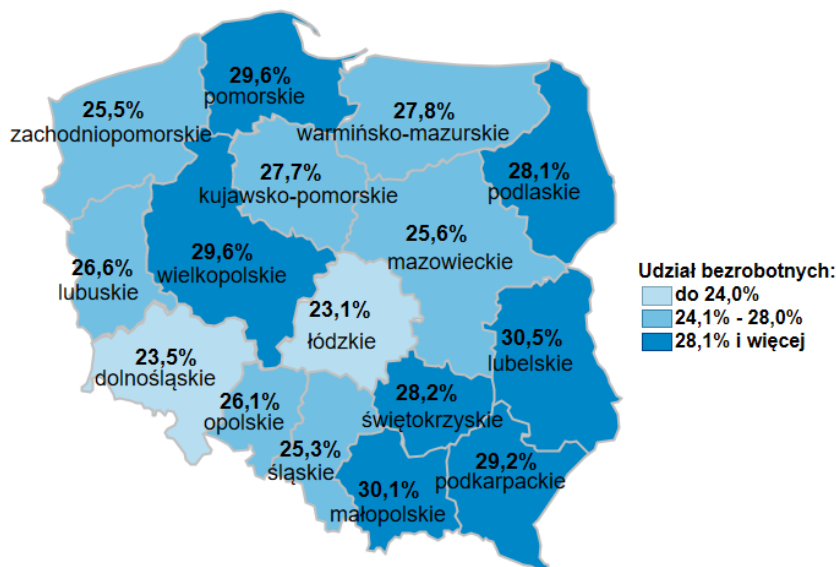 29,6%
pomorskie
25,5%
zachodniopomorskie
27,8%
warmińsko-mazurskie
28,1%
podlaskie
27,7%
kujawsko-pomorskie
25,6%
mazowieckie
29,6%
wielkopolskie
26,6%
lubuskie
23,1%
łódzkie
30,5%
lubelskie
23,5%
dolnośląskie
26,1%
opolskie
28,2%
świętokrzyskie
25,3%
śląskie
29,2%
podkarpackie
30,1%
małopolskie
Udział bezrobotnych:
do 24,0%
24,1% - 28,0%
28,1% i więcej